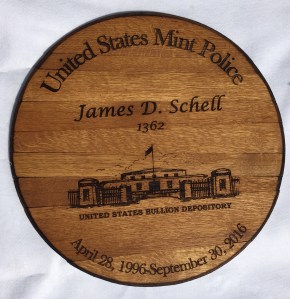 United States Mint Police
James D. Schell
1362
UNITED STATES BULLION DEPOSITORY
April 28, 1996-September 30, 2016